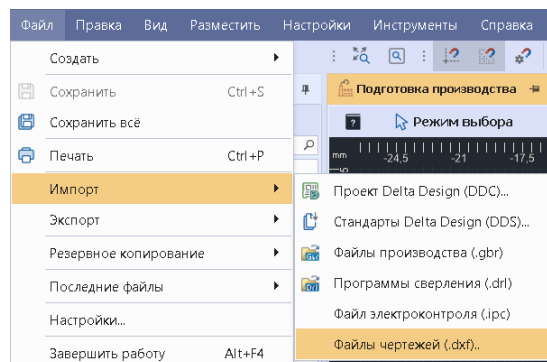 Файл Правка Вид Разместить Настройки Инструменты Справка
Создать
Сохранить Ctrl+S
Сохранить всё
Печать Ctrl+P
Импорт
Экспорт
Резервное копирование
Последние файлы
Настройки...
Завершить работу Alt+F4
Подготовка производства
Режим выбора
mm -24,5 -21 -17,5
Проект Delta Design (DDC)...
Стандарты Delta Design (DDS)...
Файлы производства (.gbr)
Программы сверления (.drl)
Файл электроконтроля (.ipc)
Файлы чертежей (.dxf)..